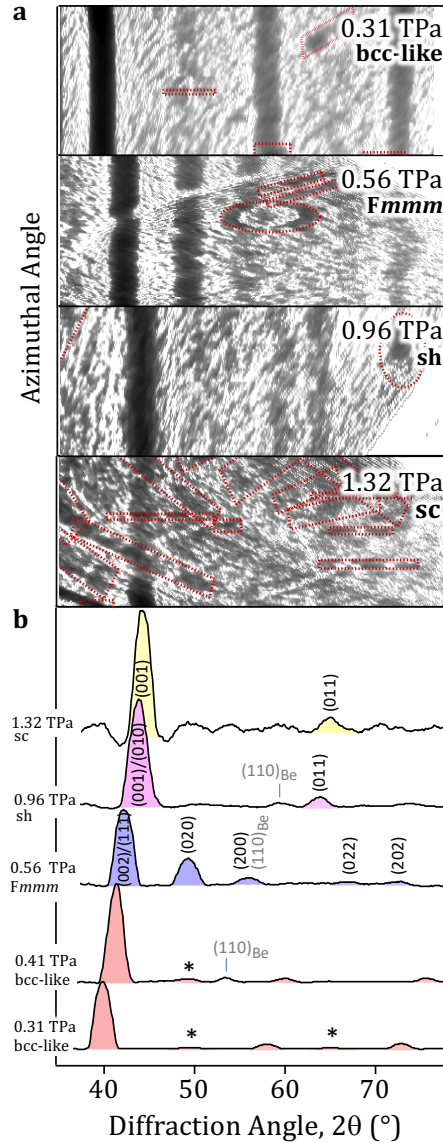 a
0.31 TPa
bcc-like
0.56 TPa
Fmmm
0.96 TPa
sh
1.32 TPa
sc
Azimuthal Angle
b
1.32 TPa
sc
(001)
(011)
0.96 TPa
sh
(001)/(010)
(110)Be
(011)
0.56 TPa
Fmmm
(002)/(111)
(020)
(200)
(110)Be
(022)
(202)
0.41 TPa
bcc-like
*
(110)Be
0.31 TPa
bcc-like
*
*
40 50 60 70
Diffraction Angle, 2θ (°)